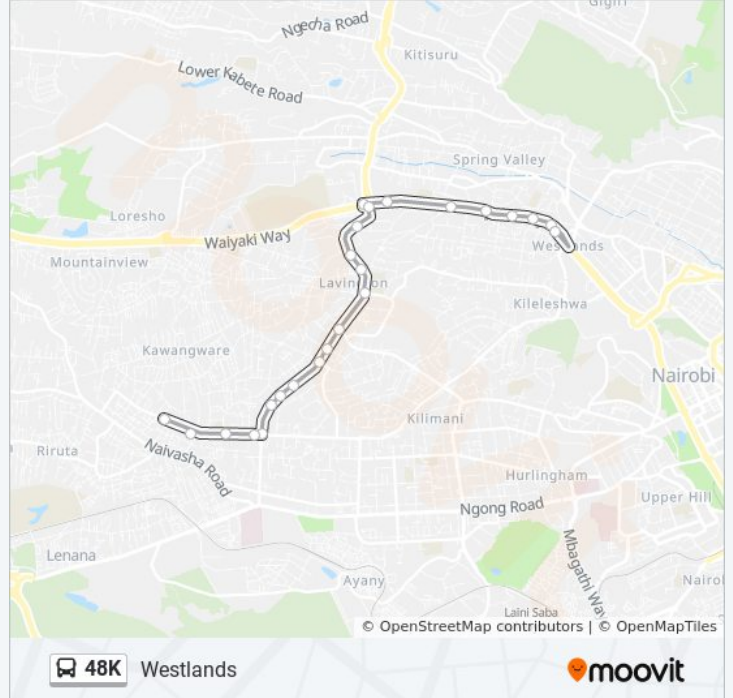 Gigiri
Ngecha Road
Kitisuru
Lower Kabete Road
Spring Valley
Loresho
Waiyaki Way
Westlands
Mountainview
Lavington
Kileleshwa
Kawangware
Nairobi
Kilimani
Naivasha Road
Riruta
Hurlingham
Upper Hill
Ngong Road
Mbagathi Way
Lenana
Ayany
Nairo
Laini Saba
© OpenStreetMap contributors | © OpenMapTiles
48K Westlands
moovit